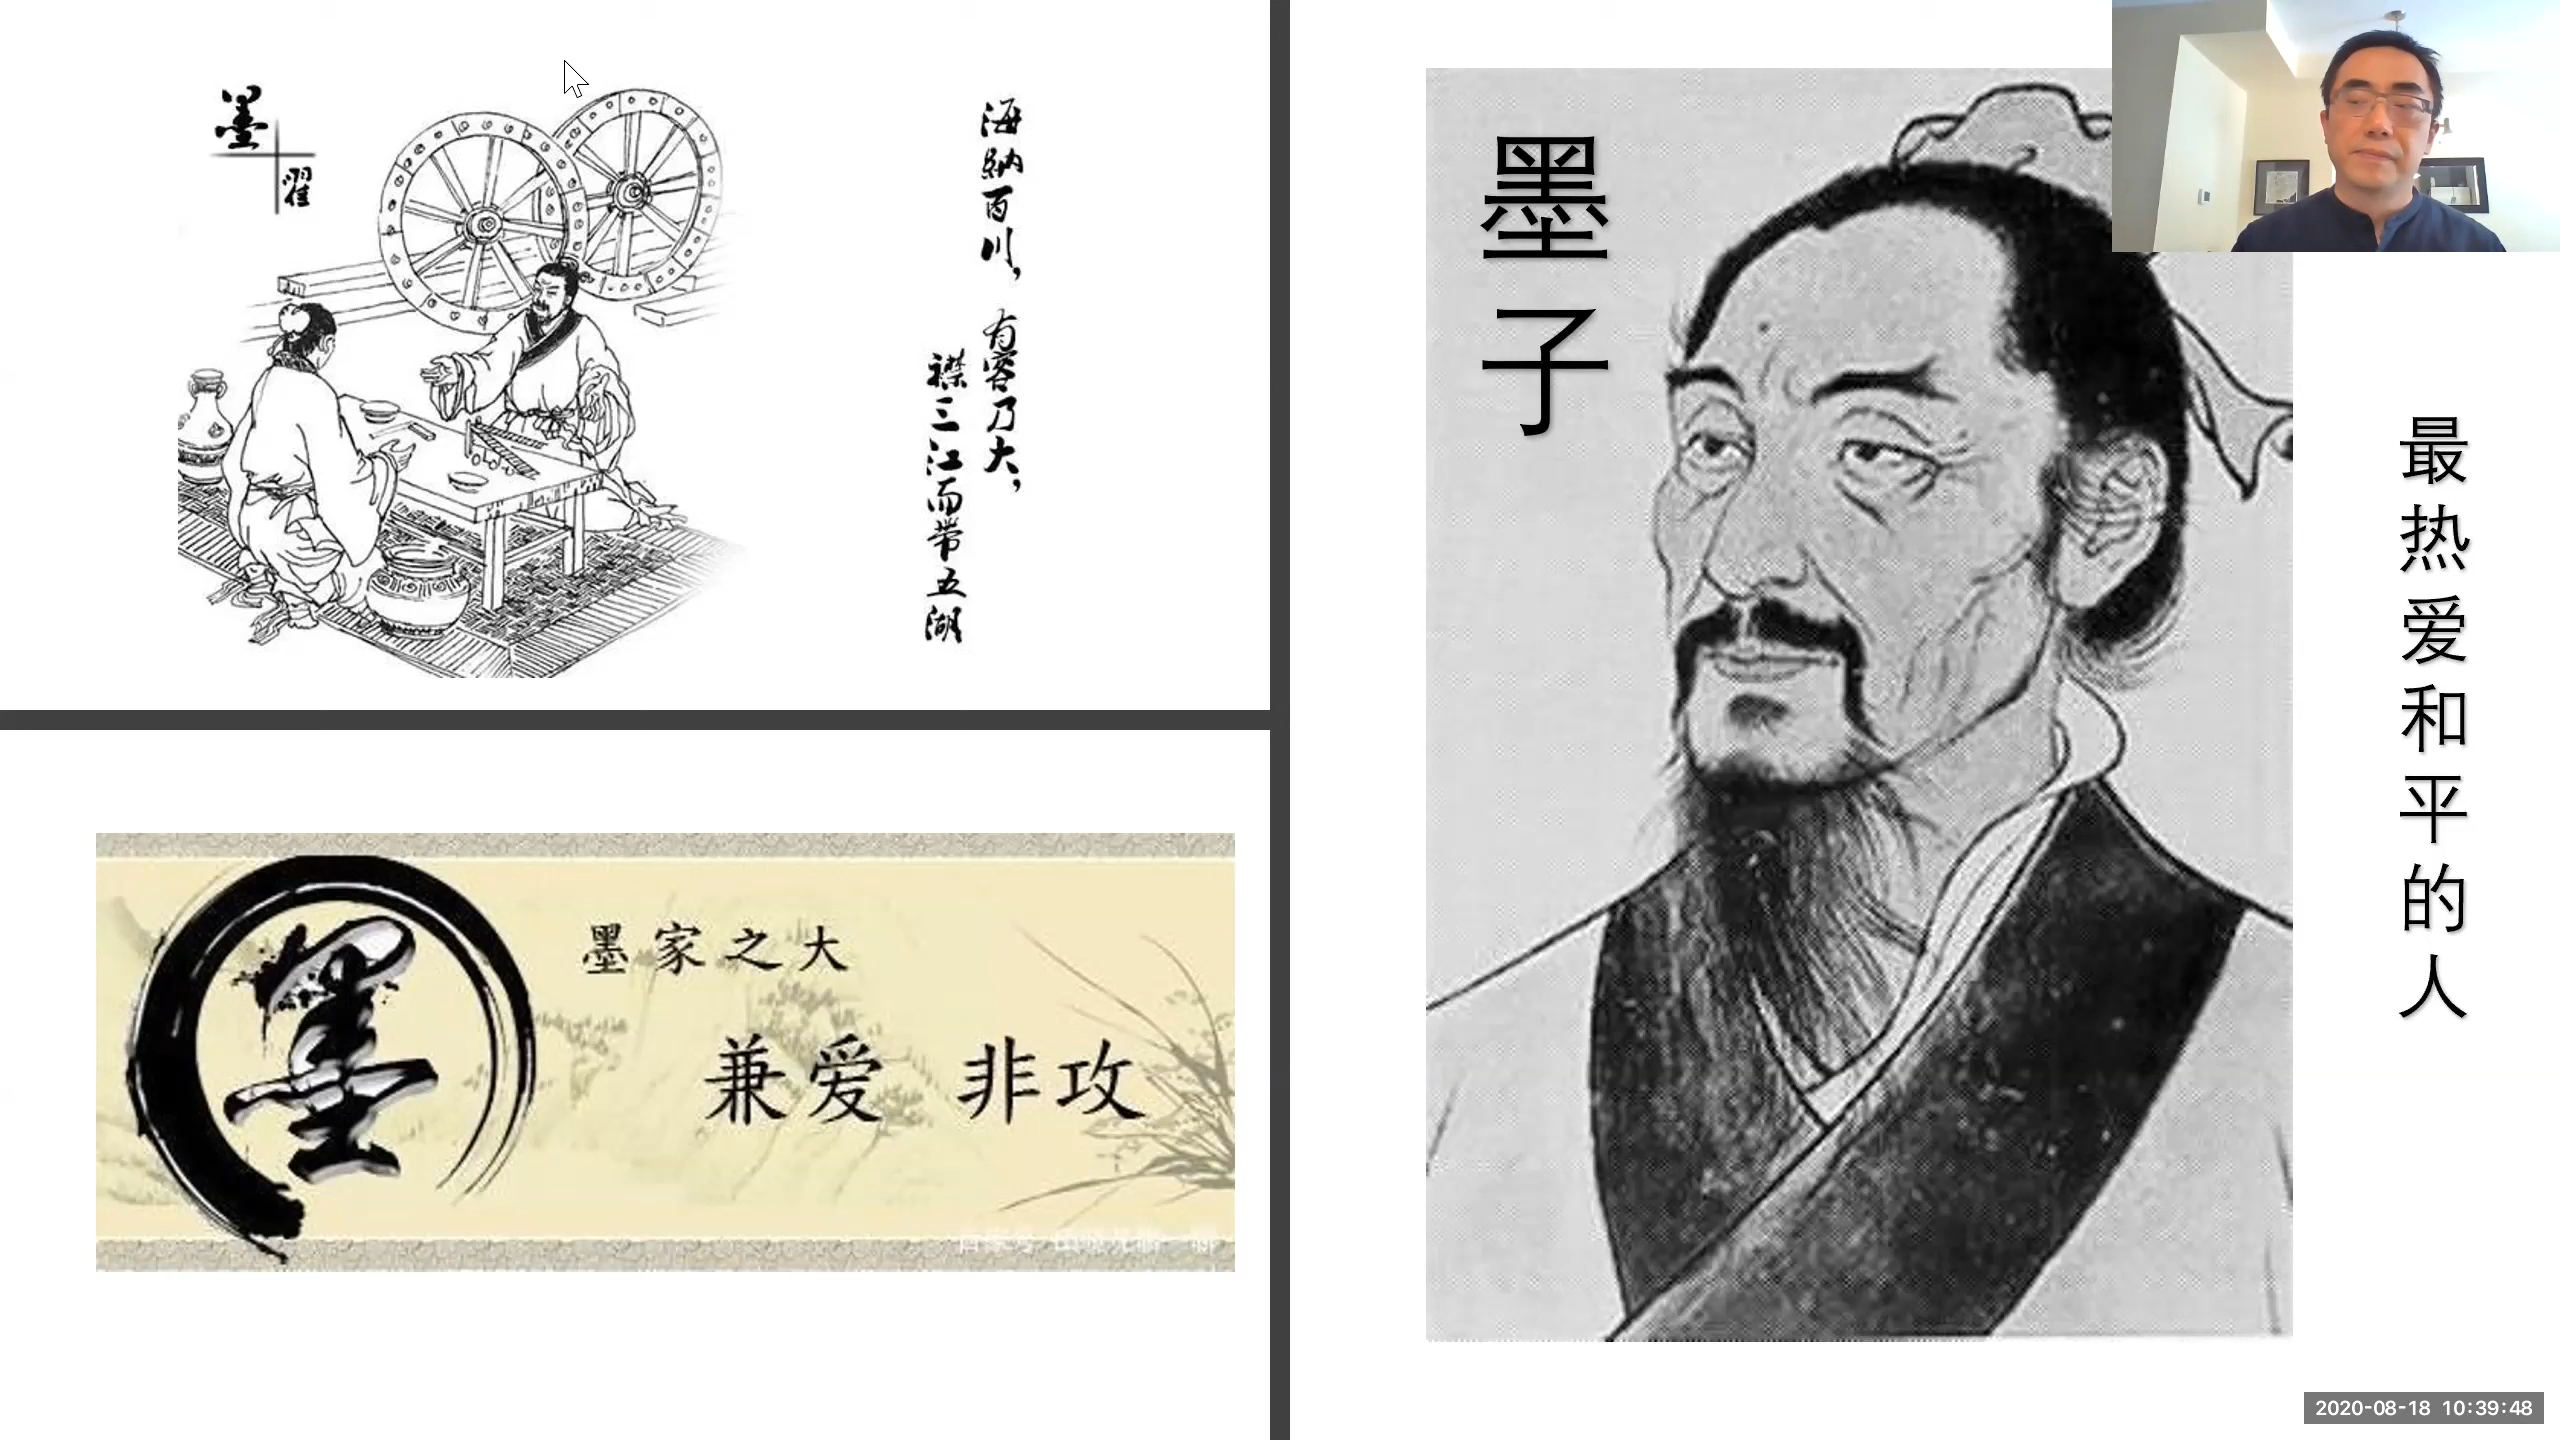 墨
翟
海納百川，有容乃大，
襟三江而带五湖
墨
墨家之大
兼爱 非攻
墨子
最热爱和平的人
2020-08-18 10:39:48